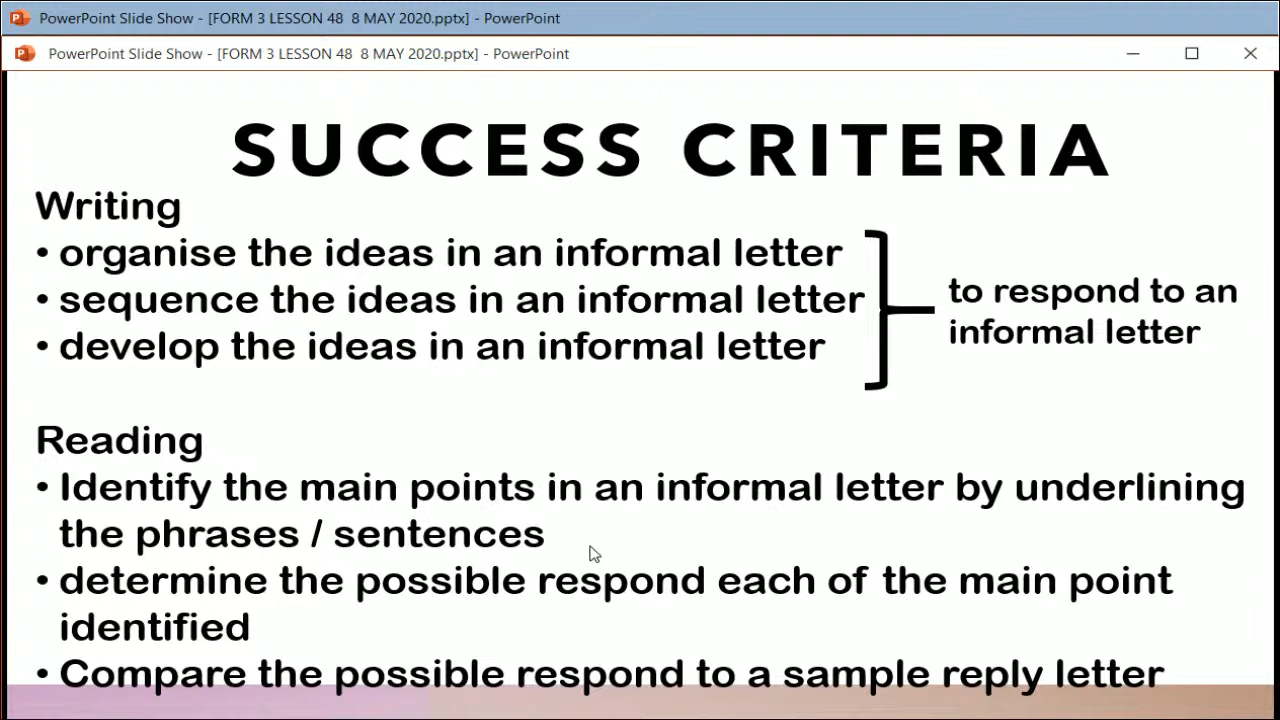 PowerPoint Slide Show - [FORM 3 LESSON 48 8 MAY 2020.pptx] - PowerPoint
PowerPoint Slide Show - [FORM 3 LESSON 48 8 MAY 2020.pptx] - PowerPoint
SUCCESS CRITERIA
Writing
• organise the ideas in an informal letter
• sequence the ideas in an informal letter
• develop the ideas in an informal letter
to respond to an
informal letter
Reading
• Identify the main points in an informal letter by underlining
the phrases / sentences
• determine the possible respond each of the main point
identified
• Compare the possible respond to a sample reply letter